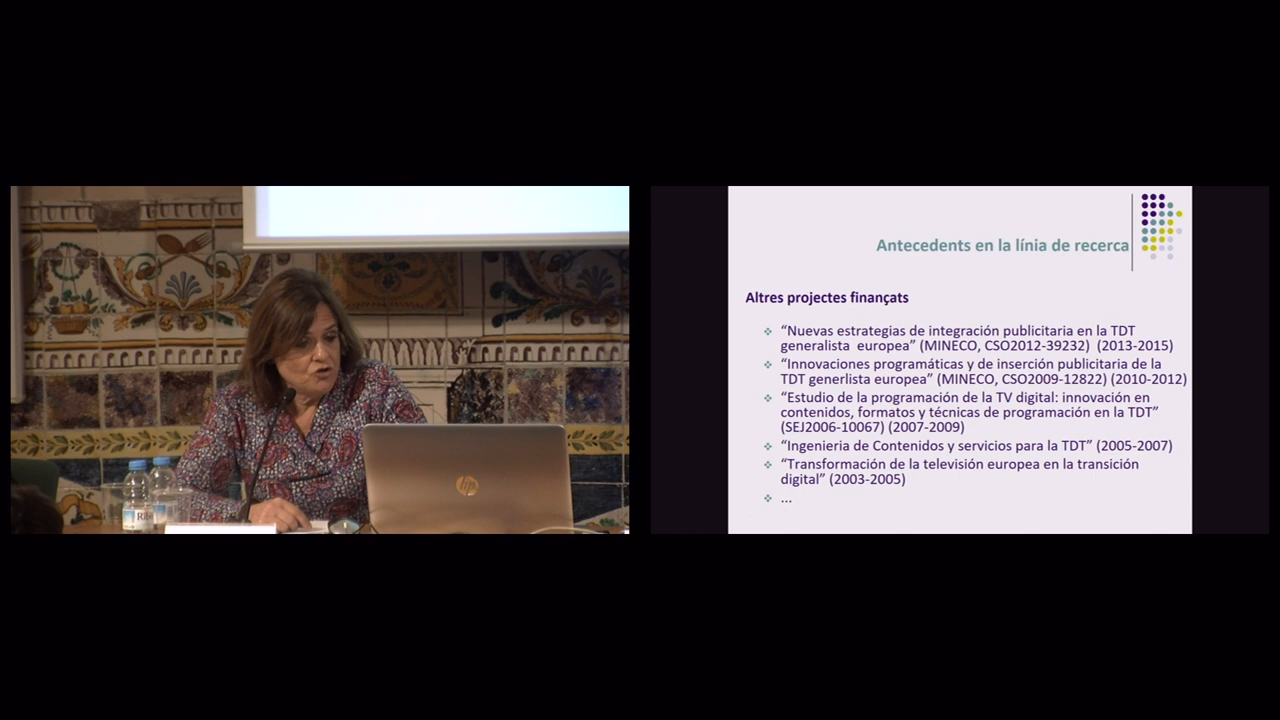 Antecedents en la línia de recerca
Altres projectes finançats
“Nuevas estrategias de integración publicitaria en la TDT
generalista europea” (MINECO, CSO2012-39232) (2013-2015)
“Innovaciones programáticas y de inserción publicitaria de la
TDT generlista europea” (MINECO, CSO2009-12822) (2010-2012)
“Estudio de la programación de la TV digital: innovación en
contenidos, formatos y técnicas de programación en la TDT”
(SEJ2006-10067) (2007-2009)
“Ingenieria de Contenidos y servicios para la TDT” (2005-2007)
“Transformación de la televisión europea en la transición
digital” (2003-2005)
...
hp